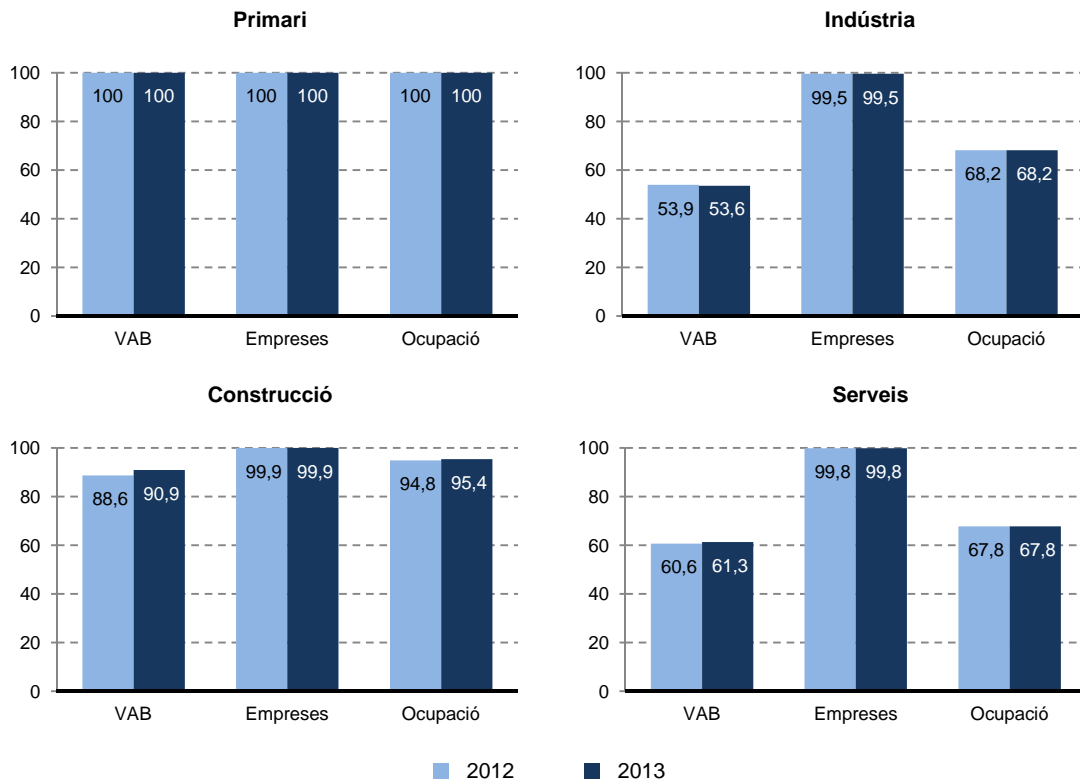 Primari
100
80
60
40
20
0
100 100 100 100 100 100
VAB Empreses Ocupació
Indústria
100
80
60
40
20
0
53,9 53,6 99,5 99,5 68,2 68,2
VAB Empreses Ocupació
Construcció
100
80
60
40
20
0
88,6 90,9 99,9 99,9 94,8 95,4
VAB Empreses Ocupació
Serveis
100
80
60
40
20
0
60,6 61,3 99,8 99,8 67,8 67,8
VAB Empreses Ocupació
2012 2013